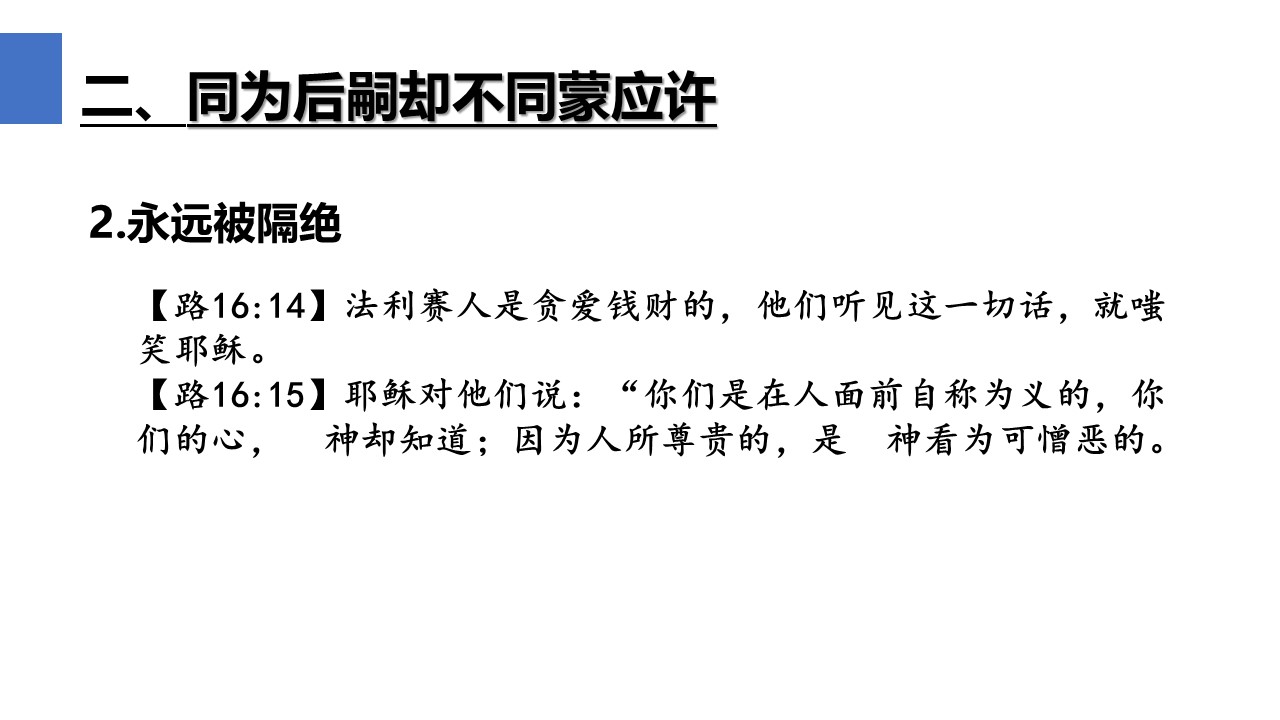 二、同为后嗣却不同蒙应许
2.永远被隔绝
【路16:14】法利赛人是贪爱钱财的，他们听见这一切话，就嗤
笑耶稣。
【路16:15】耶稣对他们说：“你们是在人面前自称为义的，你
们的心，　神却知道；因为人所尊贵的，是　神看为可憎恶的。